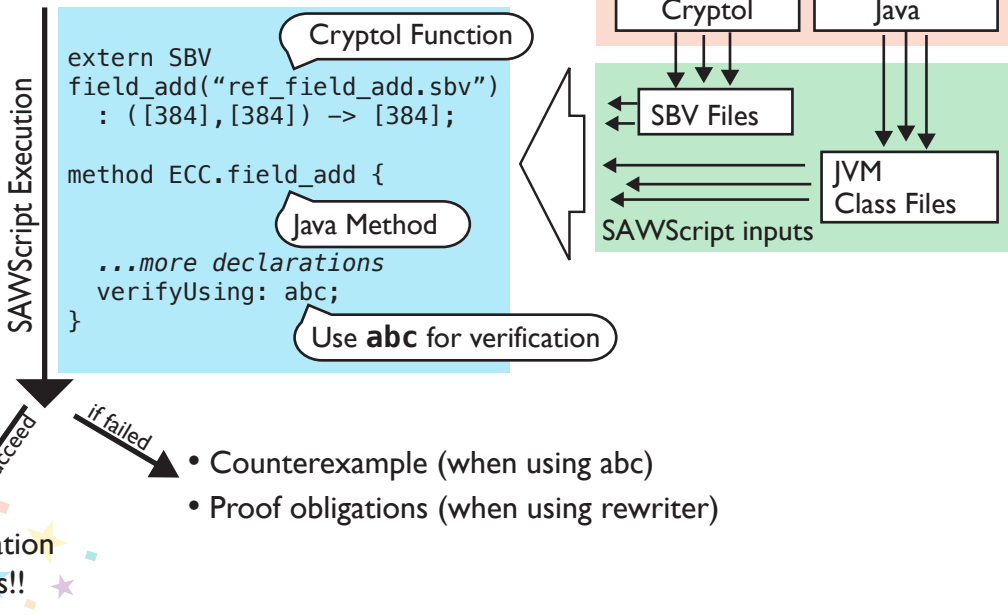 Cryptol
Java
SBV Files
JVM
Class Files
SAWScript inputs
SAWScript Execution
Cryptol Function
extern SBV
field_add(“ref_field_add.sbv”)
: ([384],[384]) –> [384];
method ECC.field_add {
Java Method
...more declarations
verifyUsing: abc;
}
Use abc for verification
if failed
• Counterexample (when using abc)
• Proof obligations (when using rewriter)